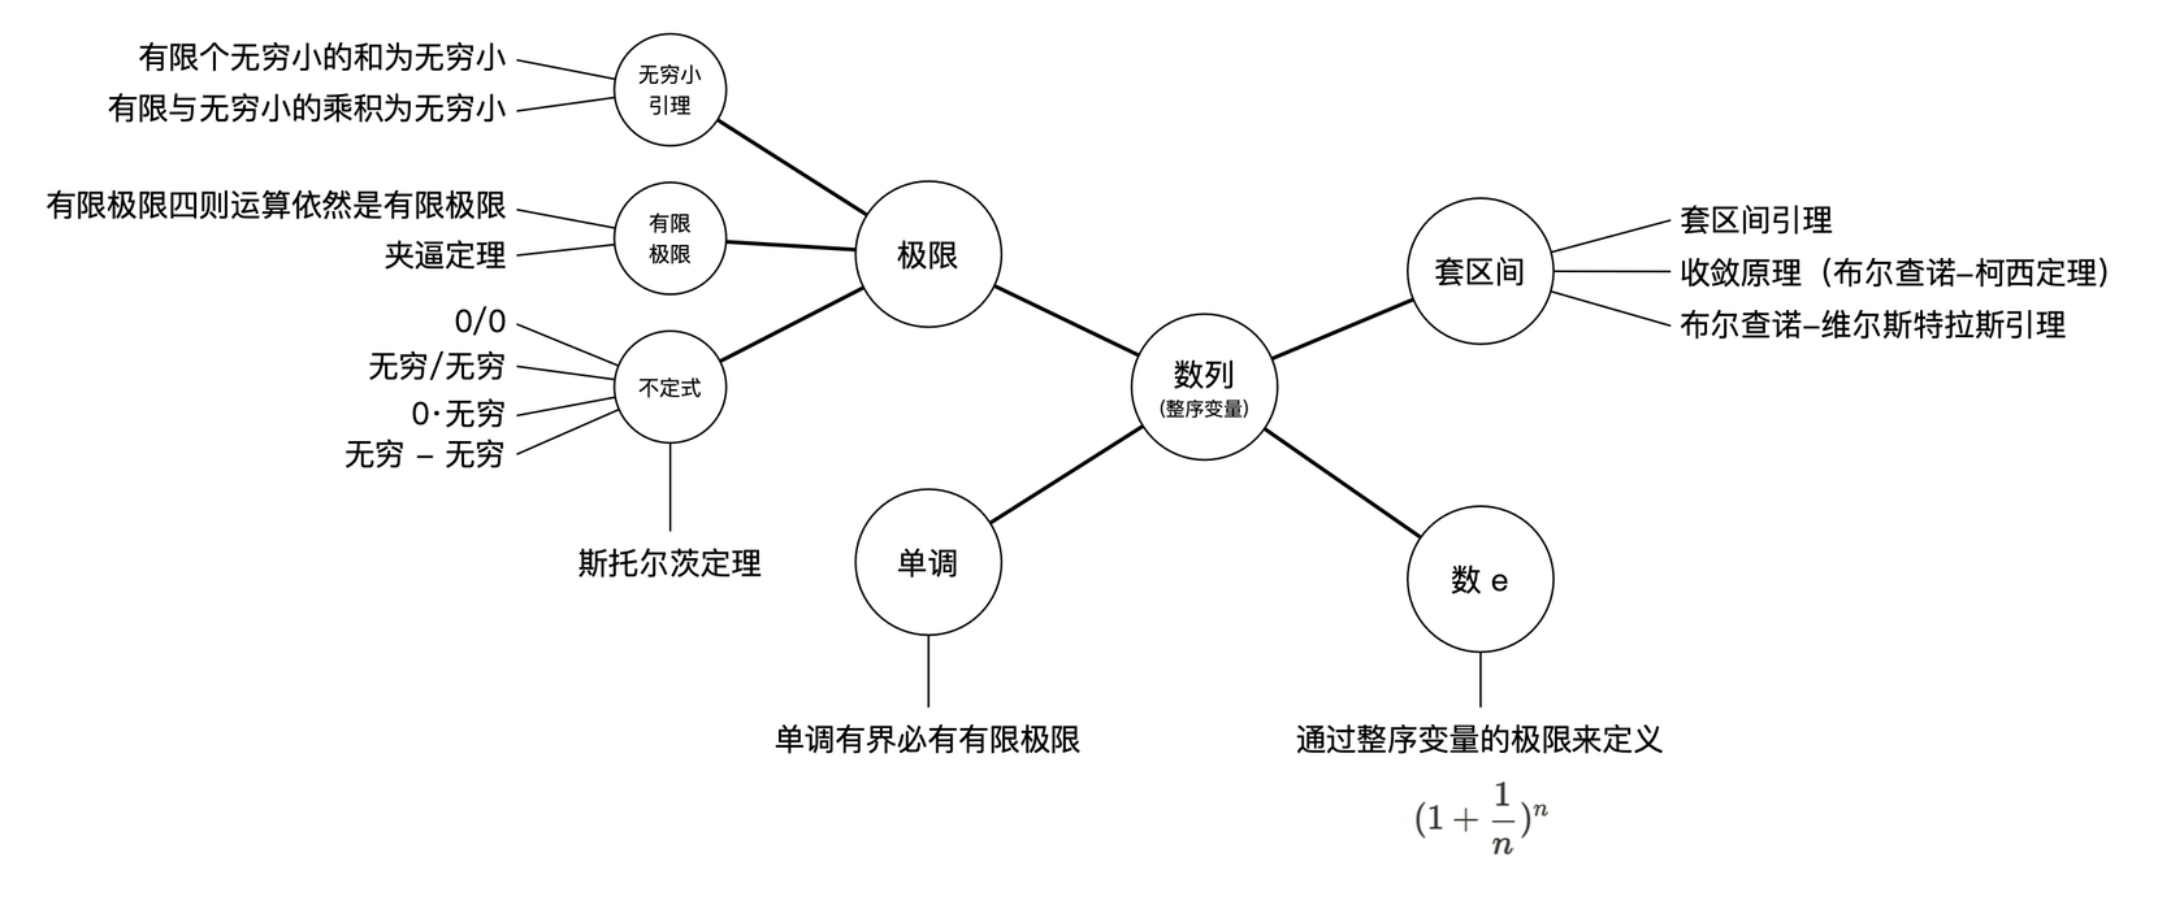 有限个无穷小的和为无穷小
有限与无穷小的乘积为无穷小
无穷小
引理
有限极限四则运算依然是有限极限
夹逼定理
有限
极限
0/0
无穷/无穷
0·无穷
无穷 – 无穷
不定式
斯托尔茨定理
极限
数列
(整序变量)
套区间
套区间引理
收敛原理（布尔查诺–柯西定理）
布尔查诺–维尔斯特拉斯引理
单调
单调有界必有有限极限
数 e
通过整序变量的极限来定义
$(1+\frac{1}{n})^n$